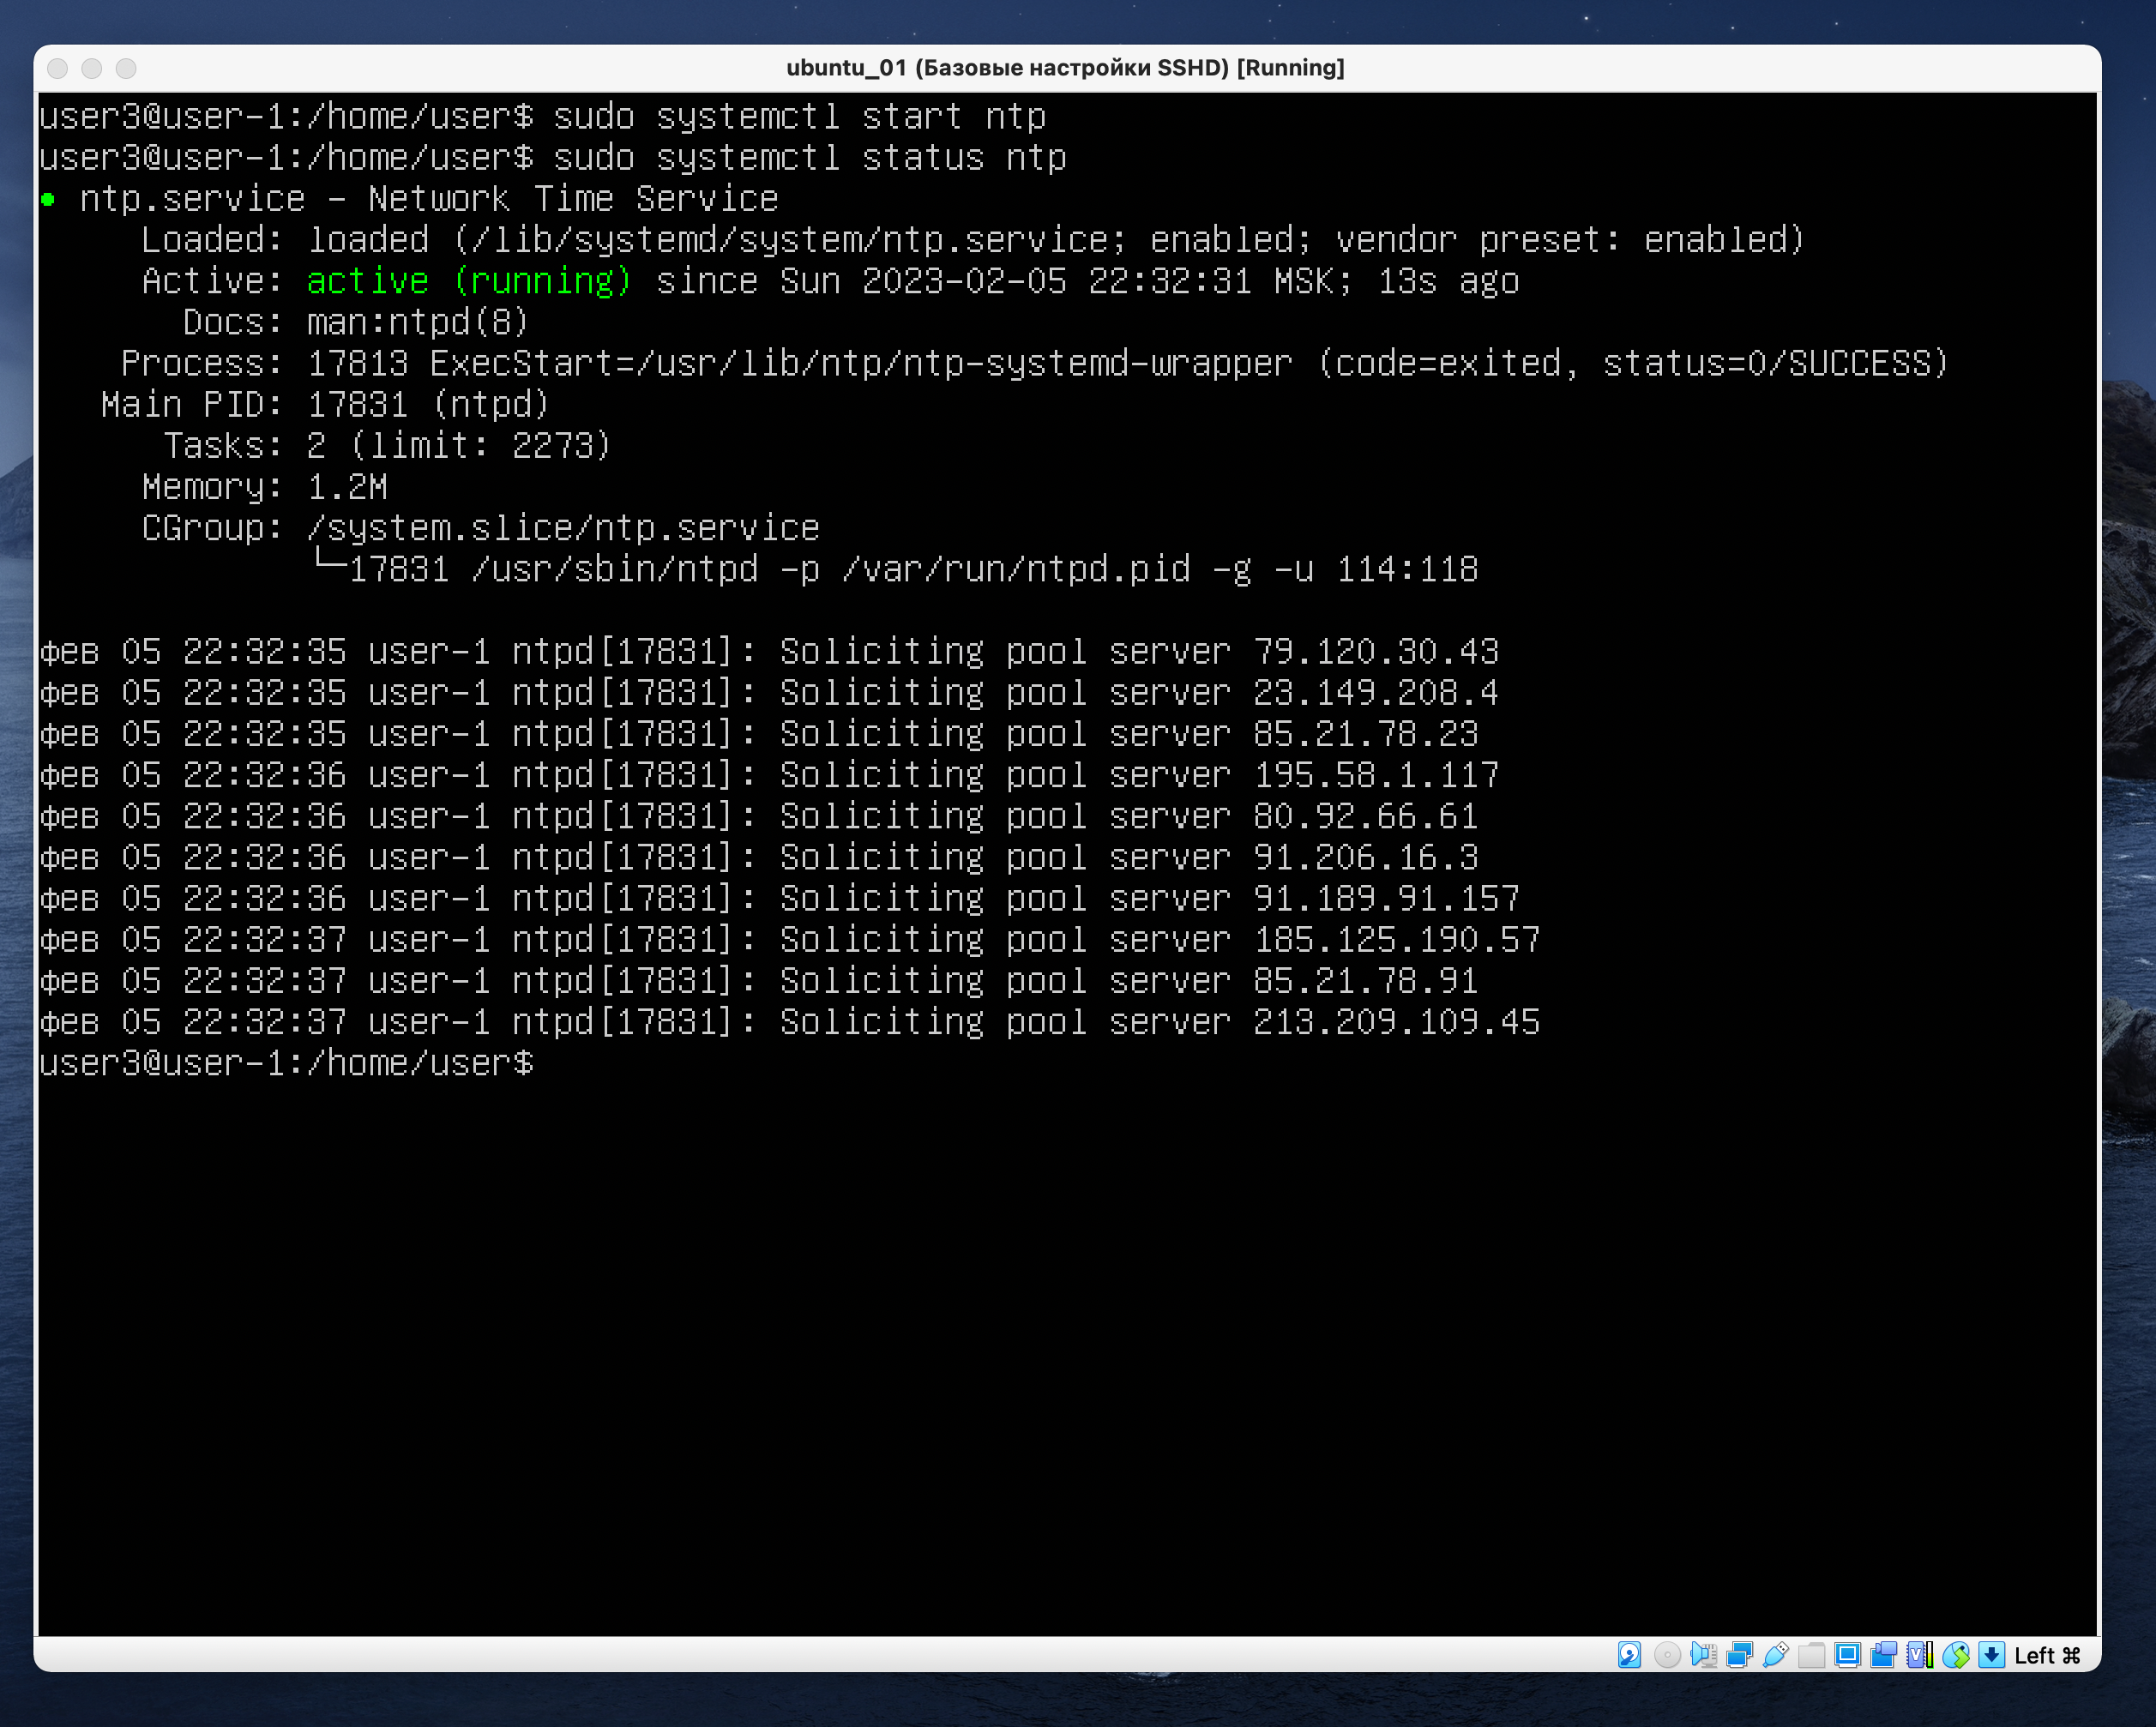 ubuntu_01 (Базовые настройки SSHD) [Running]
user3@user-1:/home/user$ sudo systemctl start ntp
user3@user-1:/home/user$ sudo systemctl status ntp
● ntp.service - Network Time Service
Loaded: loaded (/lib/systemd/system/ntp.service; enabled; vendor preset: enabled)
Active: active (running) since Sun 2023-02-05 22:32:31 MSK; 13s ago
Docs: man:ntpd(8)
Process: 17813 ExecStart=/usr/lib/ntp/ntp-systemd-wrapper (code=exited, status=0/SUCCESS)
Main PID: 17831 (ntpd)
Tasks: 2 (limit: 2273)
Memory: 1.2M
CGroup: /system.slice/ntp.service
└─17831 /usr/sbin/ntpd -p /var/run/ntpd.pid -g -u 114:118
фев 05 22:32:35 user-1 ntpd[17831]: Soliciting pool server 79.120.30.43
фев 05 22:32:35 user-1 ntpd[17831]: Soliciting pool server 23.149.208.4
фев 05 22:32:35 user-1 ntpd[17831]: Soliciting pool server 85.21.78.23
фев 05 22:32:36 user-1 ntpd[17831]: Soliciting pool server 195.58.1.117
фев 05 22:32:36 user-1 ntpd[17831]: Soliciting pool server 80.92.66.61
фев 05 22:32:36 user-1 ntpd[17831]: Soliciting pool server 91.206.16.3
фев 05 22:32:36 user-1 ntpd[17831]: Soliciting pool server 91.189.91.157
фев 05 22:32:37 user-1 ntpd[17831]: Soliciting pool server 185.125.190.57
фев 05 22:32:37 user-1 ntpd[17831]: Soliciting pool server 85.21.78.91
фев 05 22:32:37 user-1 ntpd[17831]: Soliciting pool server 213.209.109.45
user3@user-1:/home/user$
Left ⌘